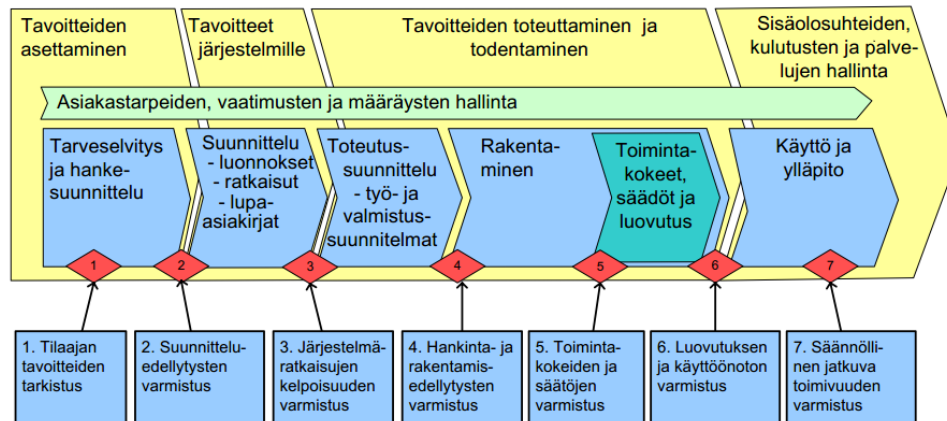 Tavoitteiden
asettaminen
Tavoitteet
järjestelmille
Tavoitteiden toteuttaminen ja
todentaminen
Sisäolosuhteiden,
kulutusten ja palve-
lujen hallinta
Asiakastarpeiden, vaatimusten ja määräysten hallinta
Tarveselvitys
ja hanke-
suunnittelu
Suunnittelu
- luonnokset
- ratkaisut
- lupa-
asiakirjat
Toteutus-
suunnittelu
- työ- ja
valmistus-
suunnitelmat
Rakenta-
minen
Toiminta-
kokeet,
säädöt ja
luovutus
Käyttö ja
ylläpito
1
2
3
4
5
6
7
1. Tilaajan
tavoitteiden
tarkistus
2. Suunnittelu-
edellytysten
varmistus
3. Järjestelmä-
ratkaisujen
kelpoisuuden
varmistus
4. Hankinta- ja
rakentamis-
edellytysten
varmistus
5. Toiminta-
kokeiden ja
säätöjen
varmistus
6. Luovutuksen
ja käyttöönoton
varmistus
7. Säännölli-
nen jatkuva
toimivuuden
varmistus